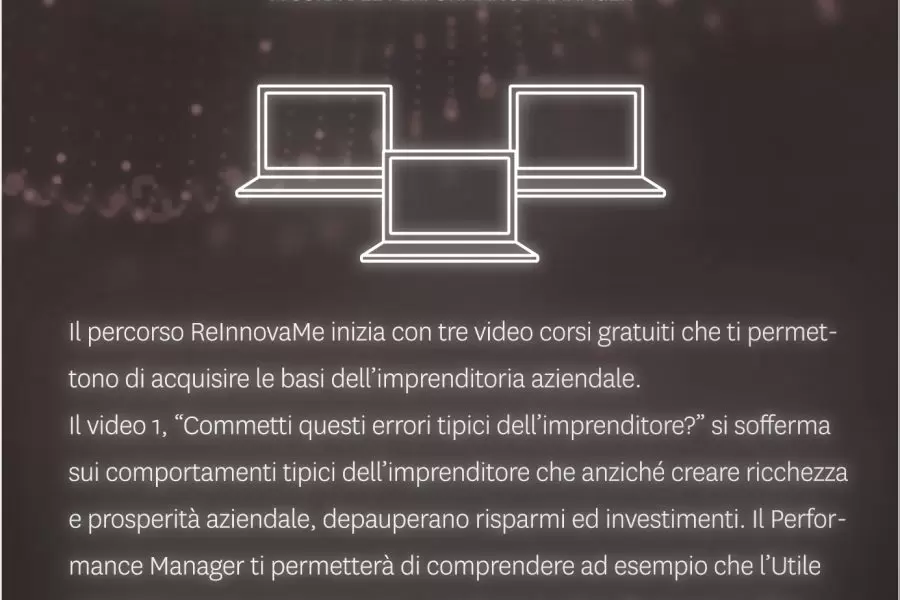 Il percorso ReInnovaMe inizia con tre video corsi gratuiti che ti permet-
tono di acquisire le basi dell’imprenditoria aziendale.
Il video 1, “Commetti questi errori tipici dell’imprenditore?” si sofferma
sui comportamenti tipici dell’imprenditore che anziché creare ricchezza
e prosperità aziendale, depauperano risparmi ed investimenti. Il Perfor-
mance Manager ti permetterà di comprendere ad esempio che l’Utile